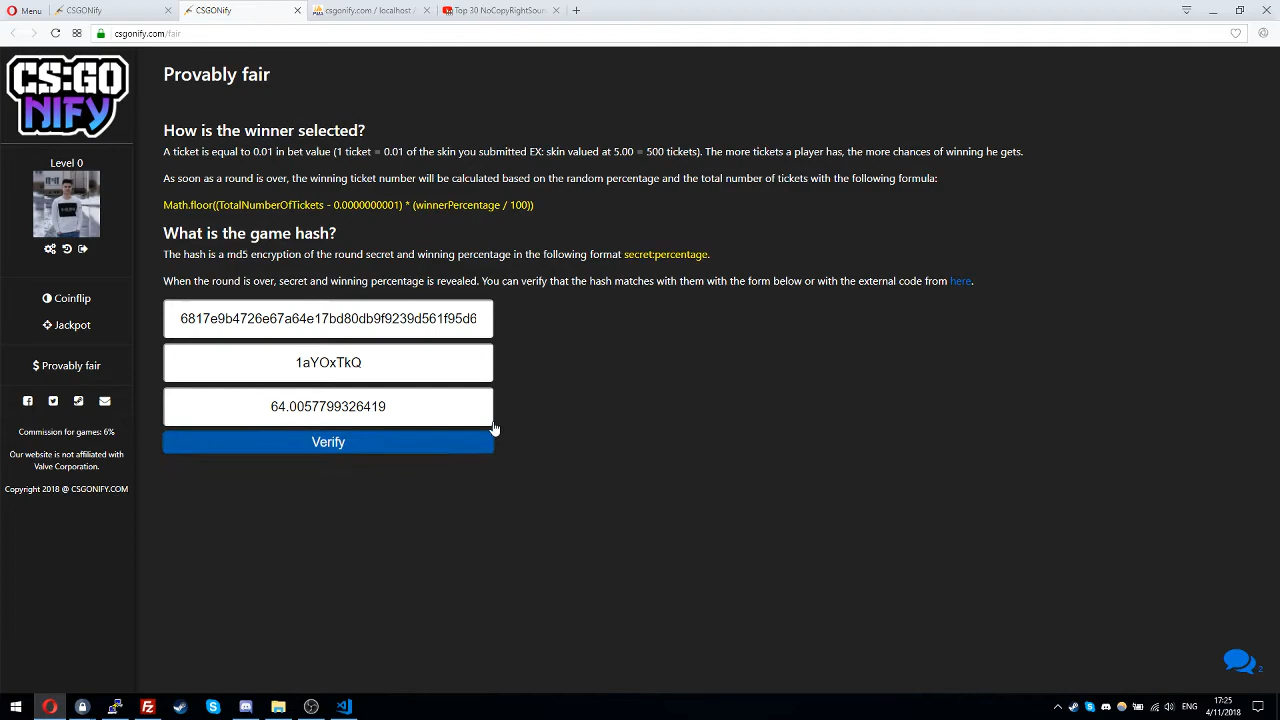 Menu
CSGONify
CSGONify
csgonify.com / localhost /
Top 30 NoCopyRightSoun
csgonify.com/fair
CS:GO
NIFY
Level 0
Coinflip
Jackpot
Provably fair
Commission for games: 6%
Our website is not affiliated with
Valve Corporation.
Copyright 2018 @ CSGONIFY.COM
Provably fair
How is the winner selected?
A ticket is equal to 0.01 in bet value (1 ticket = 0.01 of the skin you submitted EX: skin valued at 5.00 = 500 tickets). The more tickets a player has, the more chances of winning he gets.
As soon as a round is over, the winning ticket number will be calculated based on the random percentage and the total number of tickets with the following formula:
Math.floor((TotalNumberOfTickets - 0.0000000001) * (winnerPercentage / 100))
What is the game hash?
The hash is a md5 encryption of the round secret and winning percentage in the following format secret:percentage.
When the round is over, secret and winning percentage is revealed. You can verify that the hash matches with them with the form below or with the external code from here.
6817e9b4726e67a64e17bd80db9f9239d561f95d6
1aYOxTkQ
64.0057799326419
Verify
2
ENG
17:25
4/11/2018